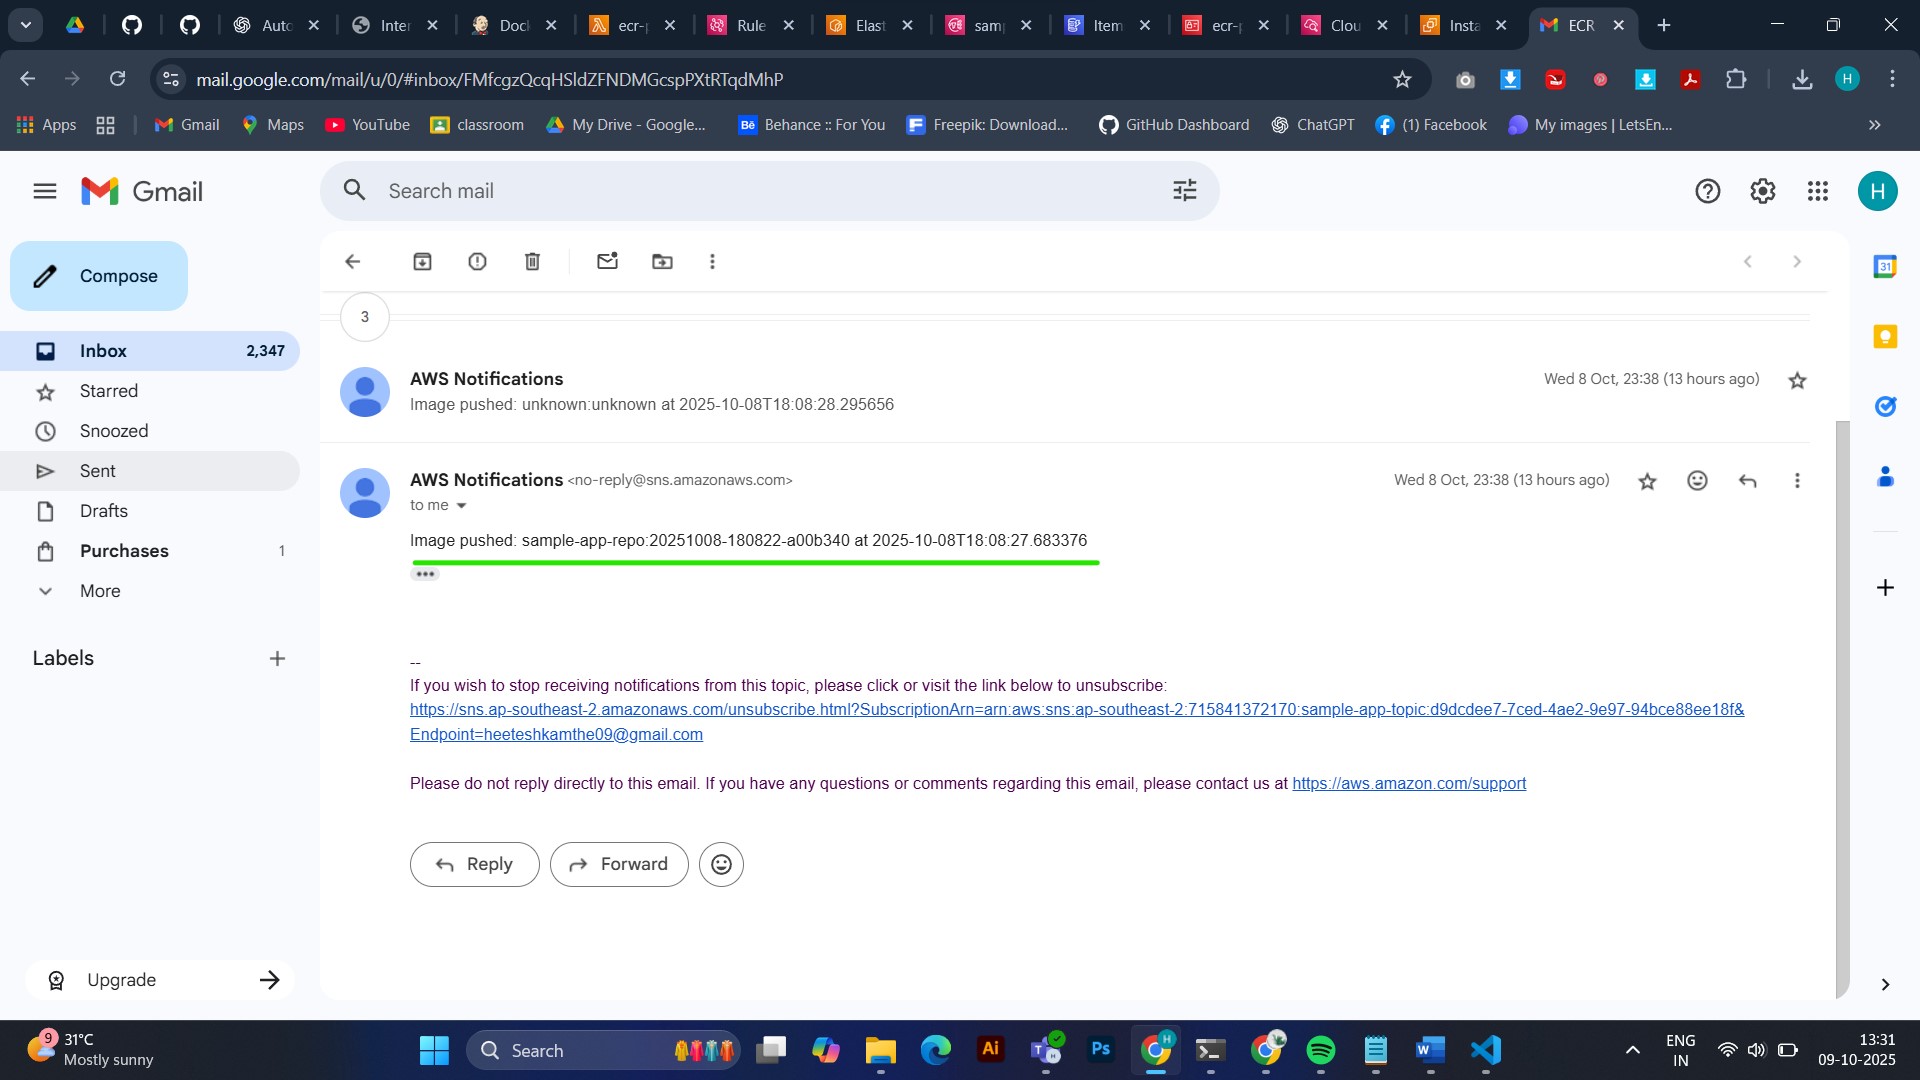 Auto
Inter
Doc
ecr-p
Rule
Elast
sam
Item
ecr-p
Clou
Insta
ECR
mail.google.com/mail/u/0/#inbox/FMfcgzQcqHSldZFNDMGcspPXtRTqdMhP
H
Apps
Gmail
Maps
YouTube
classroom
My Drive - Google...
Bē Behance :: For You
Freepik: Download...
GitHub Dashboard
ChatGPT
(1) Facebook
My images | LetsEn...
Gmail
Search mail
H
Compose
3
Inbox 2,347
Starred
Snoozed
Sent
Drafts
Purchases 1
More
Labels
Upgrade
AWS Notifications
Wed 8 Oct, 23:38 (13 hours ago)
Image pushed: unknown:unknown at 2025-10-08T18:08:28.295656
AWS Notifications <no-reply@sns.amazonaws.com>
Wed 8 Oct, 23:38 (13 hours ago)
to me
Image pushed: sample-app-repo:20251008-180822-a00b340 at 2025-10-08T18:08:27.683376
--
If you wish to stop receiving notifications from this topic, please click or visit the link below to unsubscribe:
https://sns.ap-southeast-2.amazonaws.com/unsubscribe.html?SubscriptionArn=arn:aws:sns:ap-southeast-2:715841372170:sample-app-topic:d9dcdee7-7ced-4ae2-9e97-94bce88ee18f&
Endpoint=heeteshkamthe09@gmail.com
Please do not reply directly to this email. If you have any questions or comments regarding this email, please contact us at https://aws.amazon.com/support
Reply
Forward
31
9
31°C
Mostly sunny
Search
Ai
Ps
ENG
IN
13:31
09-10-2025